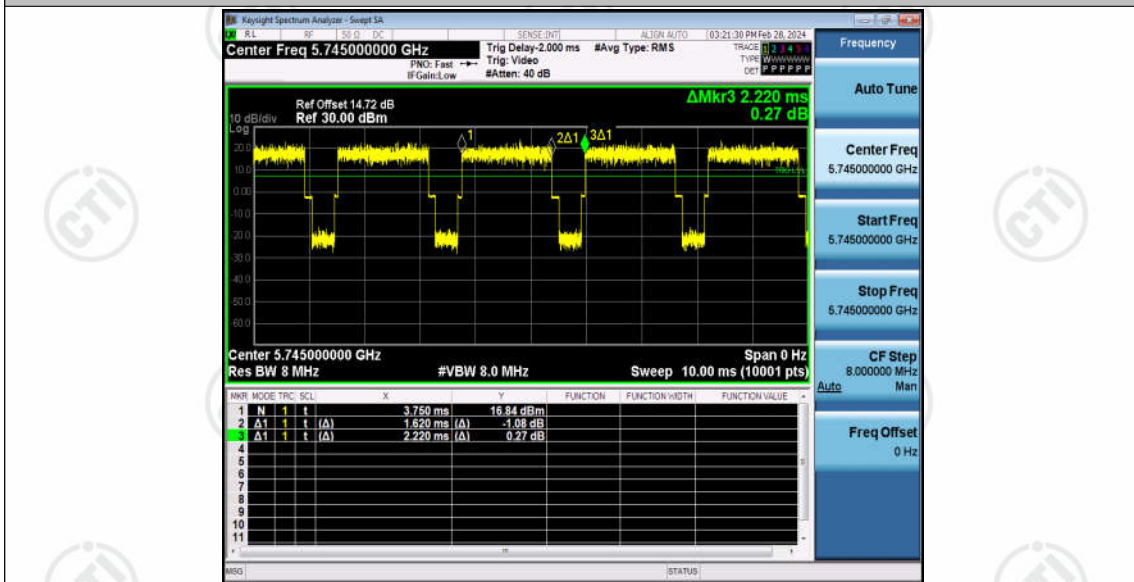 Keysight Spectrum Analyzer - Swept SA
RL RF 50 Ω DC SENSE:INT ALIGN AUTO 03:21:30 PM Feb 28, 2024
Center Freq 5.745000000 GHz
PNO: Fast
IFGain:Low
Trig Delay-2.000 ms
Trig: Video
#Atten: 40 dB
#Avg Type: RMS
TRACE 1 2 3 4 5 6
TYPE WWWWWW
DET P P P P P P
Ref Offset 14.72 dB
Ref 30.00 dBm
10 dB/div
Log
ΔMkr3 2.220 ms
0.27 dB
20.0
10.0
0.00
-10.0
-20.0
-30.0
-40.0
-50.0
-60.0
1
2Δ1
3Δ1
Center 5.745000000 GHz
Span 0 Hz
Res BW 8 MHz
#VBW 8.0 MHz
Sweep 10.00 ms (10001 pts)
MKR MODE TRC SCL X Y FUNCTION FUNCTION WIDTH FUNCTION VALUE
1 N 1 t 3.750 ms 16.84 dBm
2 Δ1 1 t (Δ) 1.620 ms (Δ) -1.08 dB
3 Δ1 1 t (Δ) 2.220 ms (Δ) 0.27 dB
4
5
6
7
8
9
10
11
MSG
STATUS
Frequency
Auto Tune
Center Freq
5.745000000 GHz
Start Freq
5.745000000 GHz
Stop Freq
5.745000000 GHz
CF Step
8.000000 MHz
Auto Man
Freq Offset
0 Hz
CTI
CTI